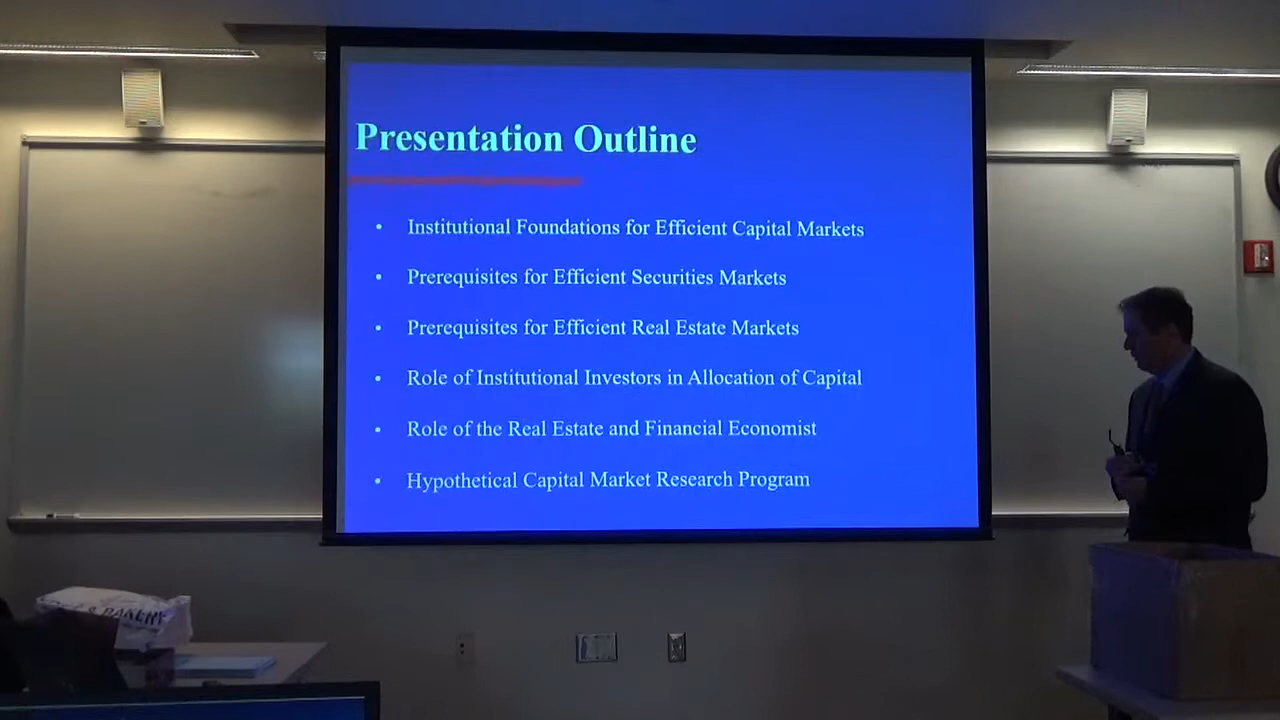 Presentation Outline
• Institutional Foundations for Efficient Capital Markets
• Prerequisites for Efficient Securities Markets
• Prerequisites for Efficient Real Estate Markets
• Role of Institutional Investors in Allocation of Capital
• Role of the Real Estate and Financial Economist
• Hypothetical Capital Market Research Program
& BAKERY